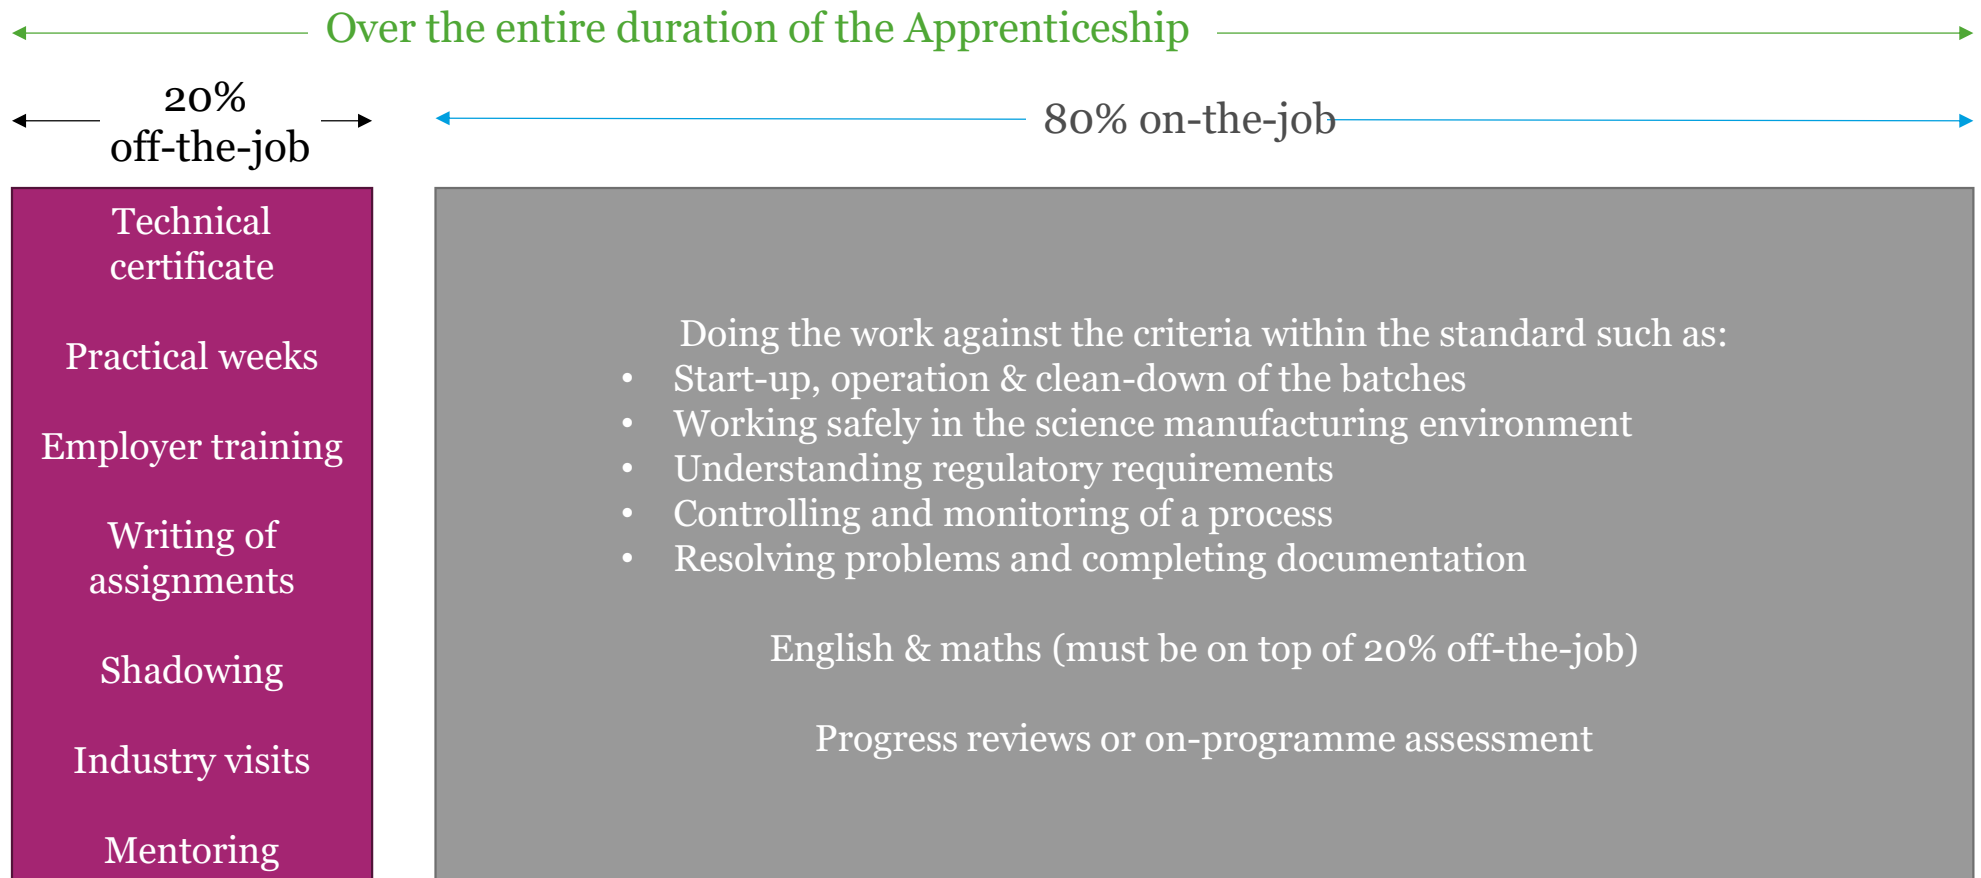 Over the entire duration of the Apprenticeship
20%
off-the-job
80% on-the-job
Technical
certificate
Practical weeks
Employer training
Writing of
assignments
Shadowing
Industry visits
Mentoring
Doing the work against the criteria within the standard such as:
• Start-up, operation & clean-down of the batches
• Working safely in the science manufacturing environment
• Understanding regulatory requirements
• Controlling and monitoring of a process
• Resolving problems and completing documentation
English & maths (must be on top of 20% off-the-job)
Progress reviews or on-programme assessment